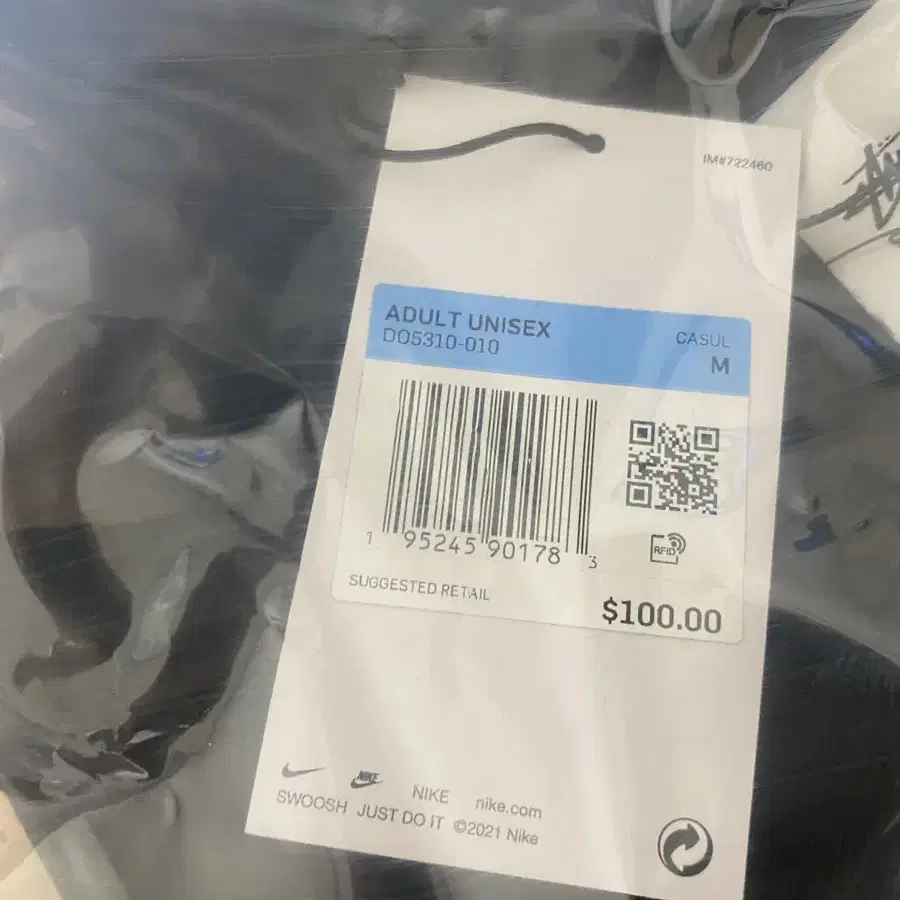 IM#722460
ADULT UNISEX
DO5310-010
CASUL
M
1 95245 90178 3
RFID
SUGGESTED RETAIL
$100.00
NIKE
NIKE nike.com
SWOOSH JUST DO IT ©2021 Nike